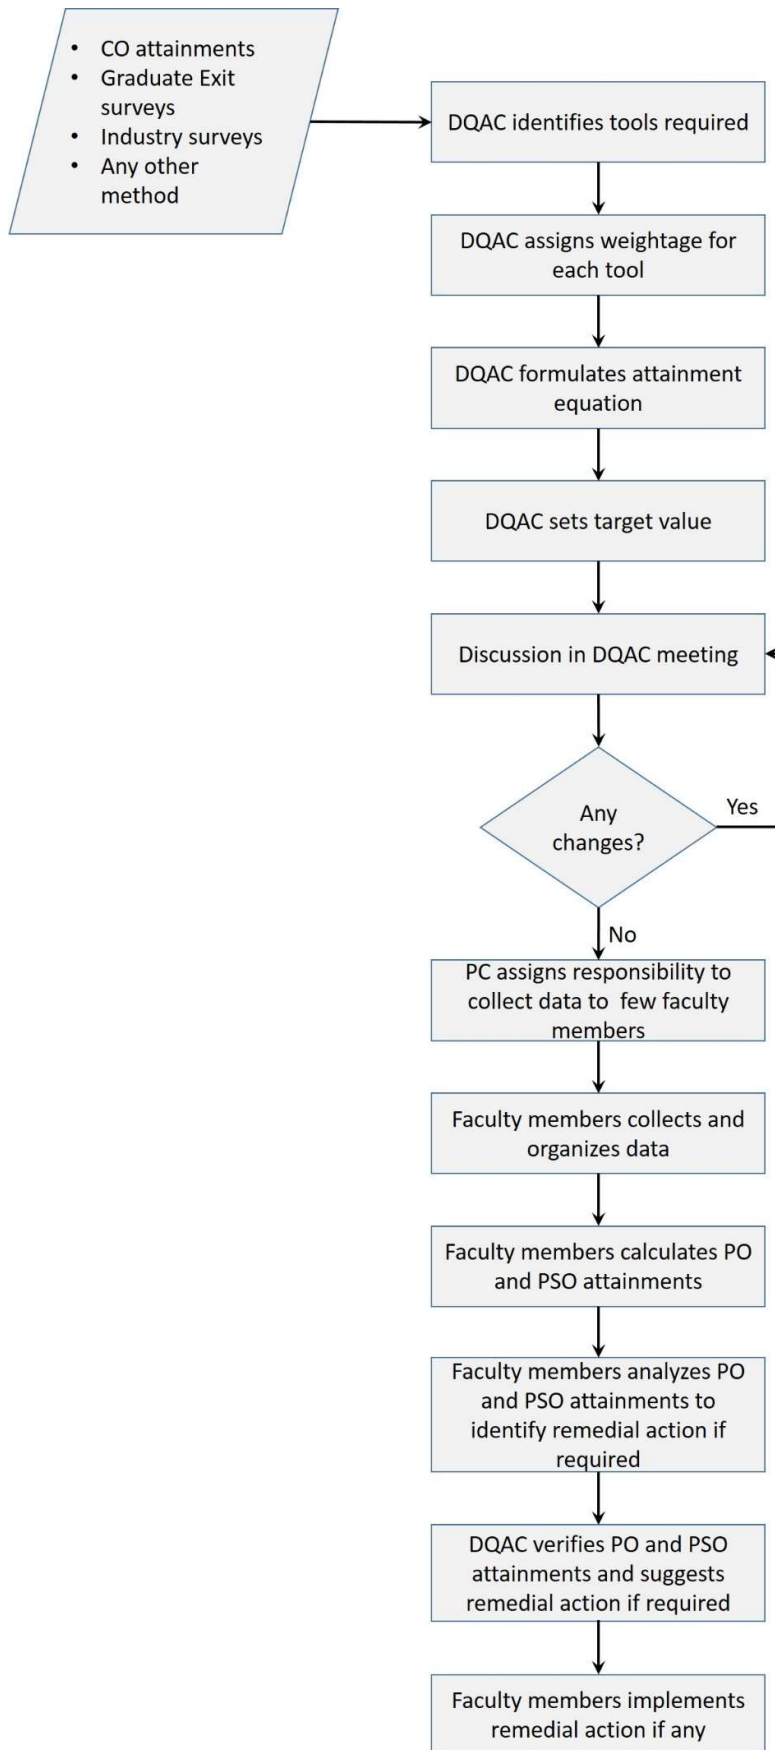 • CO attainments
• Graduate Exit
surveys
• Industry surveys
• Any other
method
DQAC identifies tools required
DQAC assigns weightage for
each tool
DQAC formulates attainment
equation
DQAC sets target value
Discussion in DQAC meeting
Any
changes?
Yes
No
PC assigns responsibility to
collect data to few faculty
members
Faculty members collects and
organizes data
Faculty members calculates PO
and PSO attainments
Faculty members analyzes PO
and PSO attainments to
identify remedial action if
required
DQAC verifies PO and PSO
attainments and suggests
remedial action if required
Faculty members implements
remedial action if any